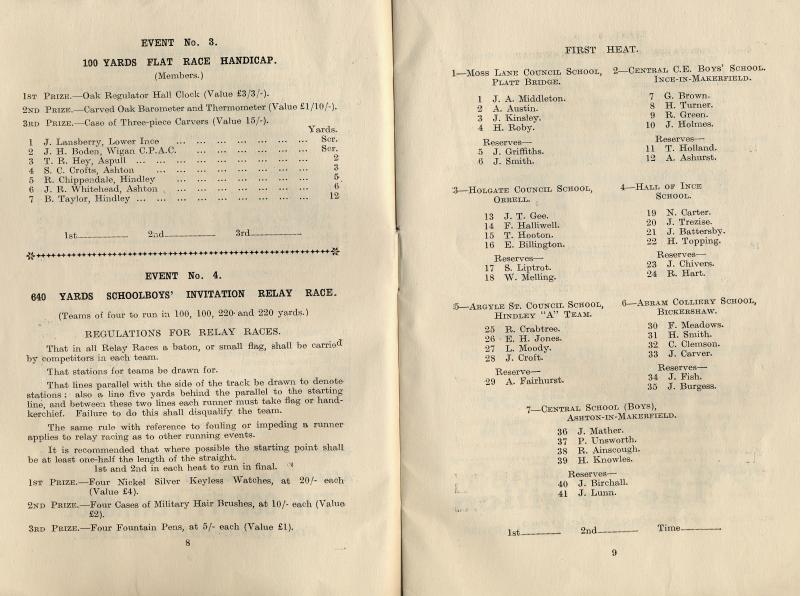 EVENT No. 3.
100 YARDS FLAT RACE HANDICAP.
(Members.)
1ST PRIZE.—Oak Regulator Hall Clock (Value £3/3/-).
2ND PRIZE.—Carved Oak Barometer and Thermometer (Value £1/10/-).
3RD PRIZE.—Case of Three-piece Carvers (Value 15/-).
Yards.
1 J. Lansberry, Lower Ince ... ... ... ... ... ... Scr.
2 J. H. Boden, Wigan C.P.A.C. ... ... ... ... ... ... Scr.
3 T. R. Hey, Aspull ... ... ... ... ... ... ... ... 2
4 S. C. Crofts, Ashton ... ... ... ... ... ... ... 3
5 R. Chippendale, Hindley ... ... ... ... ... ... 5
6 J. R. Whitehead, Ashton ... ... ... ... ... ... 6
7 B. Taylor, Hindley ... ... ... ... ... ... ... ... 12
1st 2nd 3rd
EVENT No. 4.
640 YARDS SCHOOLBOYS' INVITATION RELAY RACE.
(Teams of four to run in 100, 100, 220 and 220 yards.)
REGULATIONS FOR RELAY RACES.
That in all Relay Races a baton, or small flag, shall be carried
by competitors in each team.
That stations for teams be drawn for.
That lines parallel with the side of the track be drawn to denote
stations; also a line five yards behind the parallel to the starting
line, and between these two lines each runner must take flag or hand-
kerchief. Failure to do this shall disqualify the team.
The same rule with reference to fouling or impeding a runner
applies to relay racing as to other running events.
It is recommended that where possible the starting point shall
be at least one-half the length of the straight.
1st and 2nd in each heat to run in final.
1ST PRIZE.—Four Nickel Silver Keyless Watches, at 20/- each
(Value £4).
2ND PRIZE.—Four Cases of Military Hair Brushes, at 10/- each (Value
£2).
3RD PRIZE.—Four Fountain Pens, at 5/- each (Value £1).
8
FIRST HEAT.
1—MOSS LANE COUNCIL SCHOOL,
PLATT BRIDGE.
1 J. A. Middleton.
2 A. Austin.
3 J. Kinsley.
4 H. Roby.
Reserves—
5 J. Griffiths.
6 J. Smith.
2—CENTRAL C.E. BOYS' SCHOOL.
INCE-IN-MAKERFIELD.
7 G. Brown.
8 H. Turner.
9 R. Green.
10 J. Holmes.
Reserves—
11 T. Holland.
12 A. Ashurst.
3—HOLGATE COUNCIL SCHOOL,
ORRELL.
13 J. T. Gee.
14 F. Halliwell.
15 T. Hooton.
16 E. Billington.
Reserves—
17 S. Liptrot.
18 W. Melling.
4—HALL OF INCE
SCHOOL.
19 N. Carter.
20 J. Trezise.
21 J. Battersby.
22 H. Topping.
Reserves—
23 J. Chivers.
24 R. Hart.
5—ARGYLE ST. COUNCIL SCHOOL,
HINDLEY "A" TEAM.
25 R. Crabtree.
26 E. H. Jones.
27 L. Moody.
28 J. Croft.
Reserve—
29 A. Fairhurst.
6—ABRAM COLLIERY SCHOOL,
BICKERSHAW.
30 F. Meadows.
31 H. Smith.
32 C. Clemson.
33 J. Carver.
Reserves—
34 J. Fish.
35 J. Burgess.
7—CENTRAL SCHOOL (BOYS),
ASHTON-IN-MAKERFIELD.
36 J. Mather.
37 P. Unsworth.
38 R. Ainscough.
39 H. Knowles.
Reserves—
40 J. Birchall.
41 J. Lunn.
1st 2nd Time
9